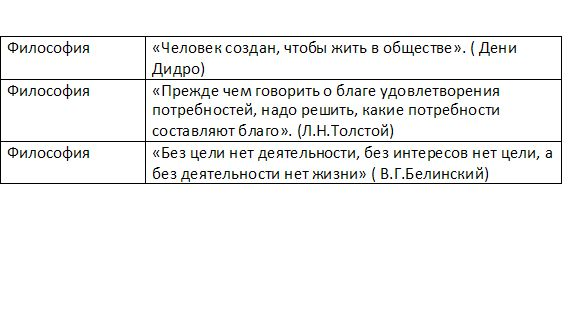 Философия
«Человек создан, чтобы жить в обществе». ( Дени
Дидро)
Философия
«Прежде чем говорить о благе удовлетворения
потребностей, надо решить, какие потребности
составляют благо». (Л.Н.Толстой)
Философия
«Без цели нет деятельности, без интересов нет цели, а
без деятельности нет жизни» ( В.Г.Белинский)